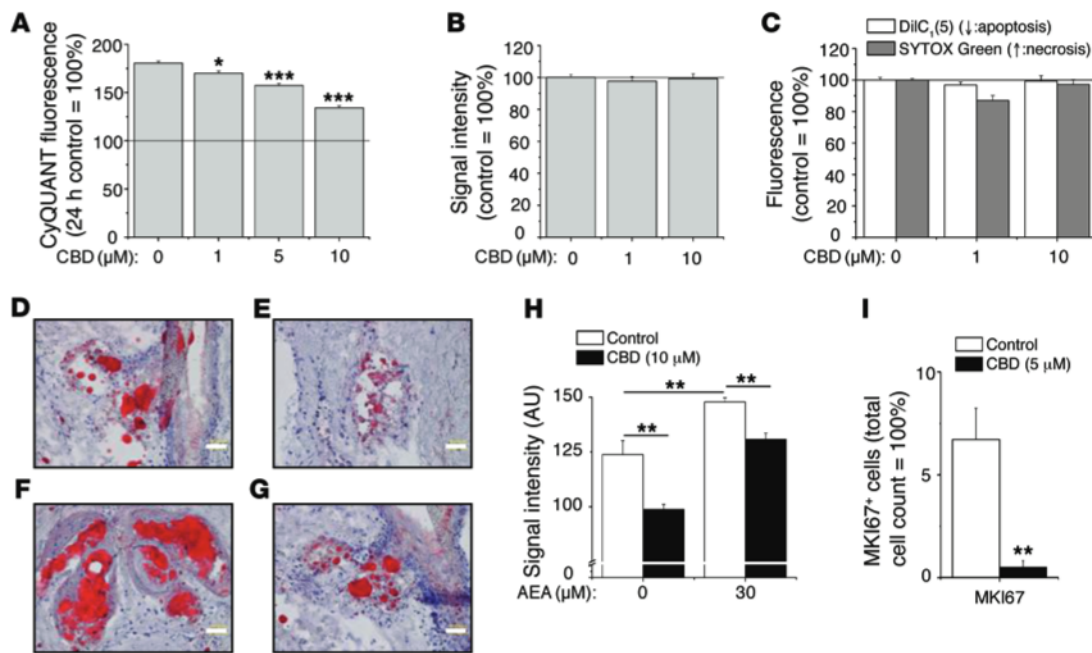 A
CyQUANT fluorescence
(24 h control = 100%)
200
150
100
50
0
*
***
***
CBD (µM): 0 1 5 10
B
Signal intensity
(control = 100%)
120
100
80
60
40
20
0
CBD (µM): 0 1 10
C
DilC₁(5) (↓:apoptosis)
SYTOX Green (↑:necrosis)
Fluorescence
(control = 100%)
120
100
80
60
40
20
0
CBD (µM): 0 1 10
D
E
F
G
H
Control
CBD (10 µM)
Signal intensity (AU)
150
125
100
0
**
**
**
AEA (µM): 0 30
I
Control
CBD (5 µM)
MKI67⁺ cells (total
cell count = 100%)
10
5
0
**
MKI67